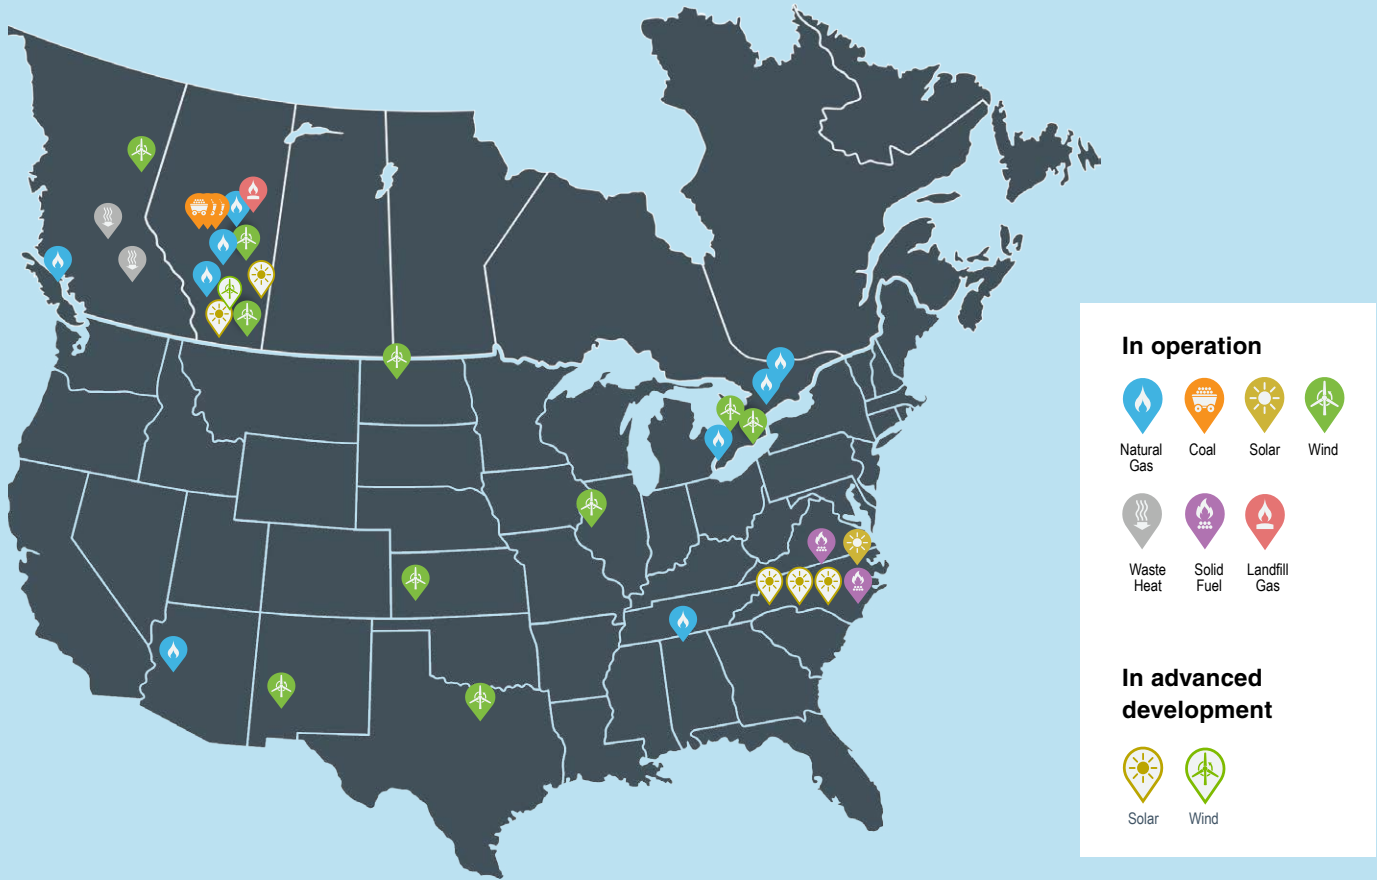 In operation
Natural
Gas
Coal
Solar
Wind
Waste
Heat
Solid
Fuel
Landfill
Gas
In advanced
development
Solar
Wind